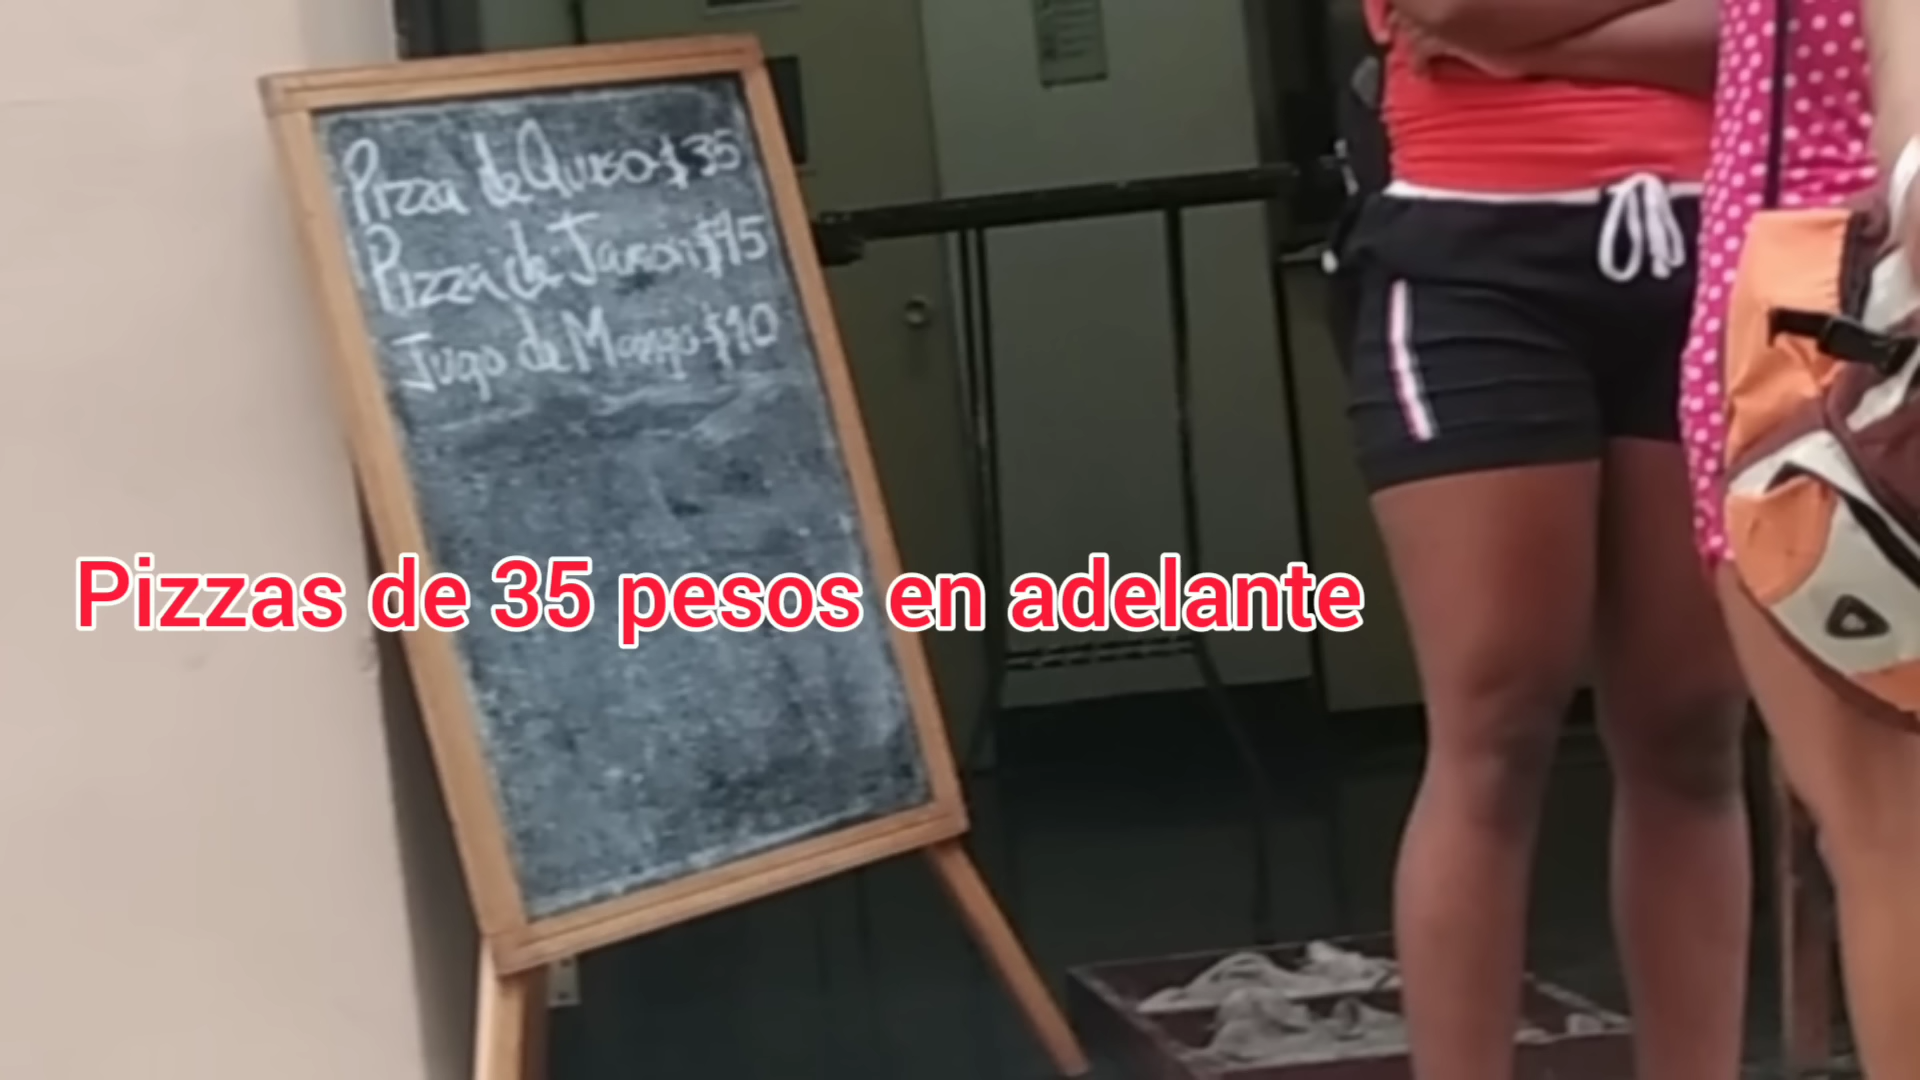 Pizza de Queso $35
Pizza de Jamon $45
Jugo de Mango $10
Pizzas de 35 pesos en adelante